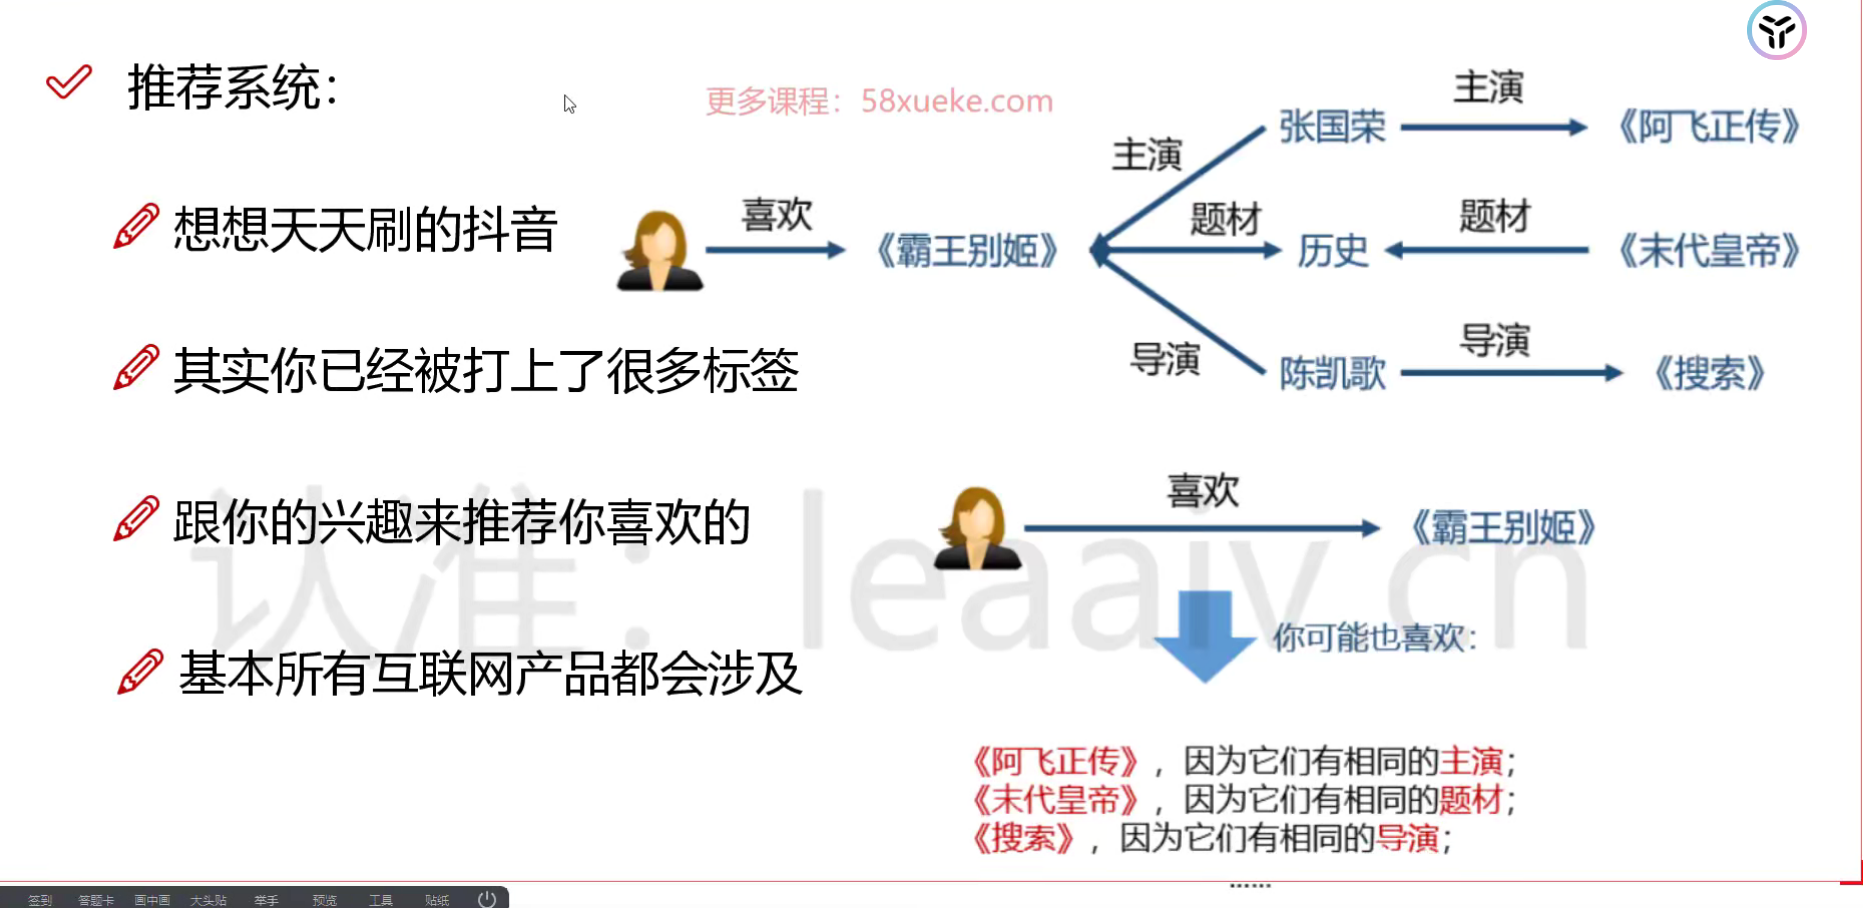 推荐系统：
更多课程：58xueke.com
想想天天刷的抖音
其实你已经被打上了很多标签
跟你的兴趣来推荐你喜欢的
基本所有互联网产品都会涉及
喜欢
《霸王别姬》
主演
张国荣
主演
《阿飞正传》
题材
历史
题材
《末代皇帝》
导演
陈凯歌
导演
《搜索》
喜欢
《霸王别姬》
认准：leaaiv.cn
你可能也喜欢：
《阿飞正传》，因为它们有相同的主演；
《末代皇帝》，因为它们有相同的题材；
《搜索》，因为它们有相同的导演；
……
签到 答题卡 画中画 大头贴 举手 预览 工具 贴纸